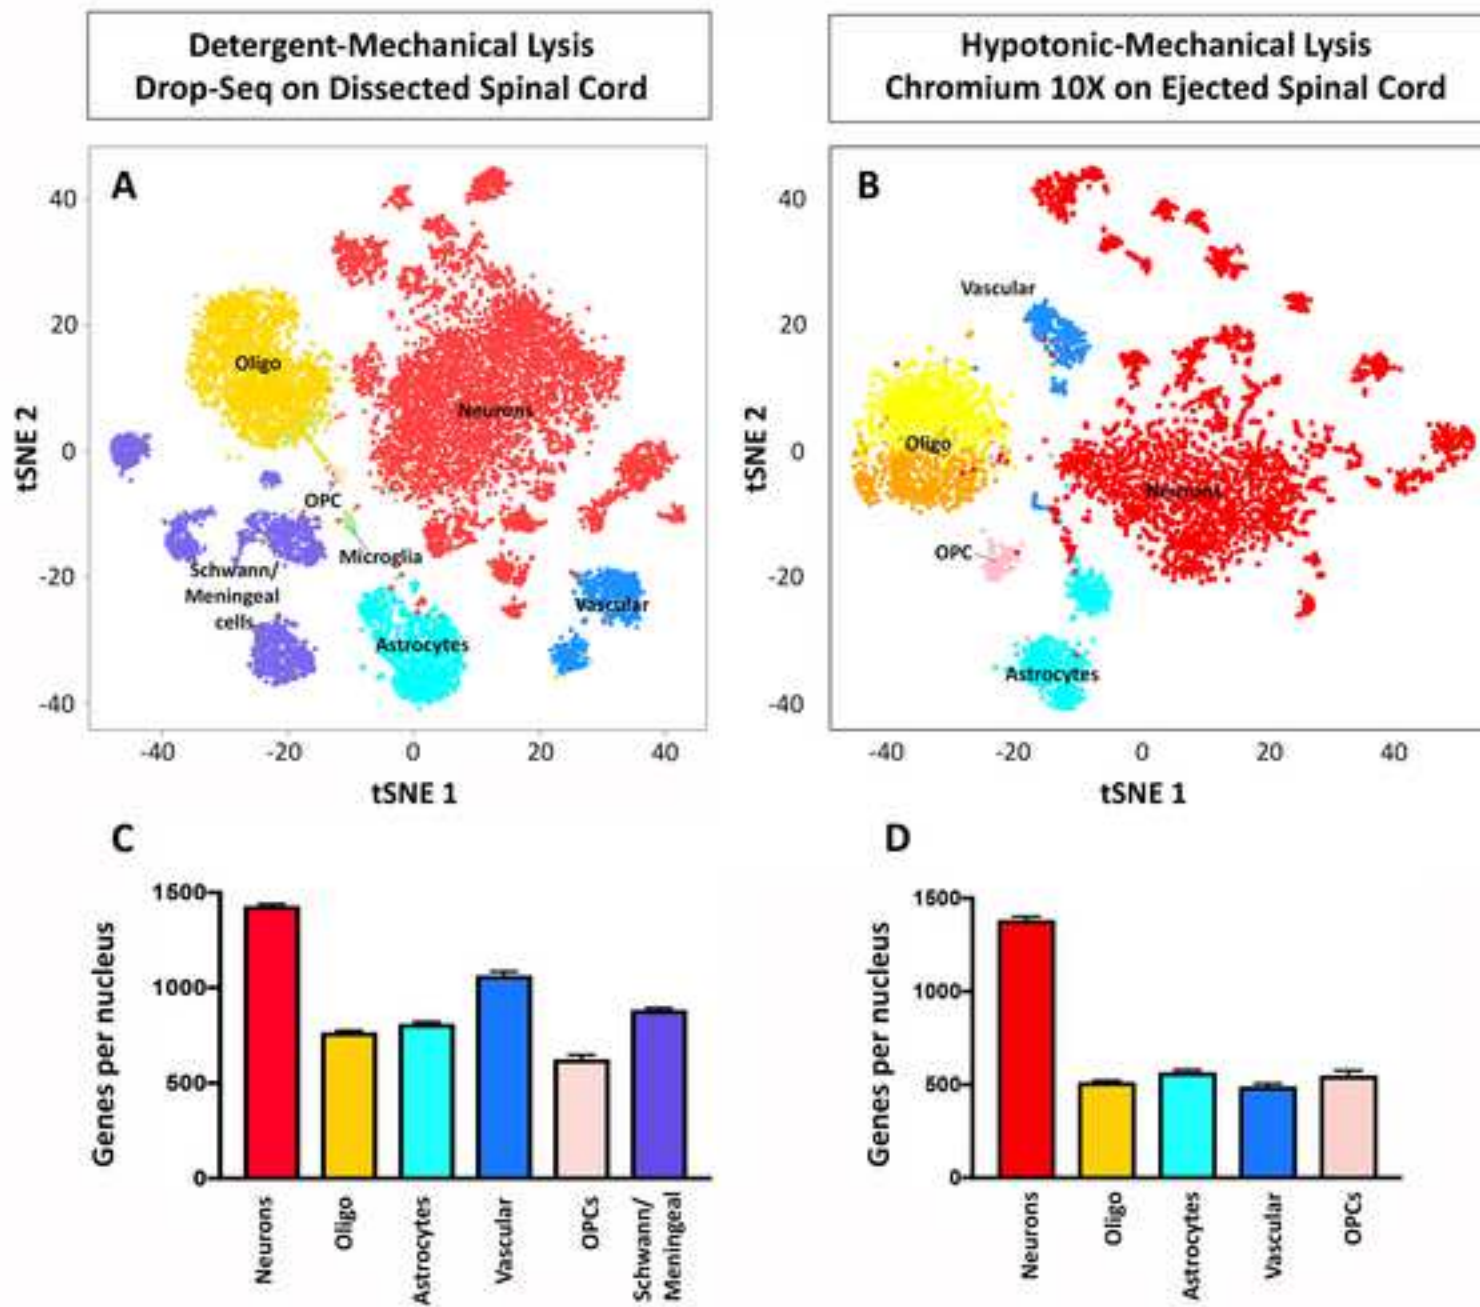 Detergent-Mechanical Lysis
Drop-Seq on Dissected Spinal Cord
Hypotonic-Mechanical Lysis
Chromium 10X on Ejected Spinal Cord
A
40
20
0
-20
-40
tSNE 2
Oligo
Neurons
OPC
Microglia
Schwann/
Meningeal
cells
Vascular
Astrocytes
-40 -20 0 20 40
tSNE 1
B
40
20
0
-20
-40
tSNE 2
Vascular
Oligo
Neurons
OPC
Astrocytes
-40 -20 0 20 40
tSNE 1
C
1500
1000
500
0
Genes per nucleus
Neurons
Oligo
Astrocytes
Vascular
OPCs
Schwann/
Meningeal
D
1500
1000
500
0
Genes per nucleus
Neurons
Oligo
Astrocytes
Vascular
OPCs